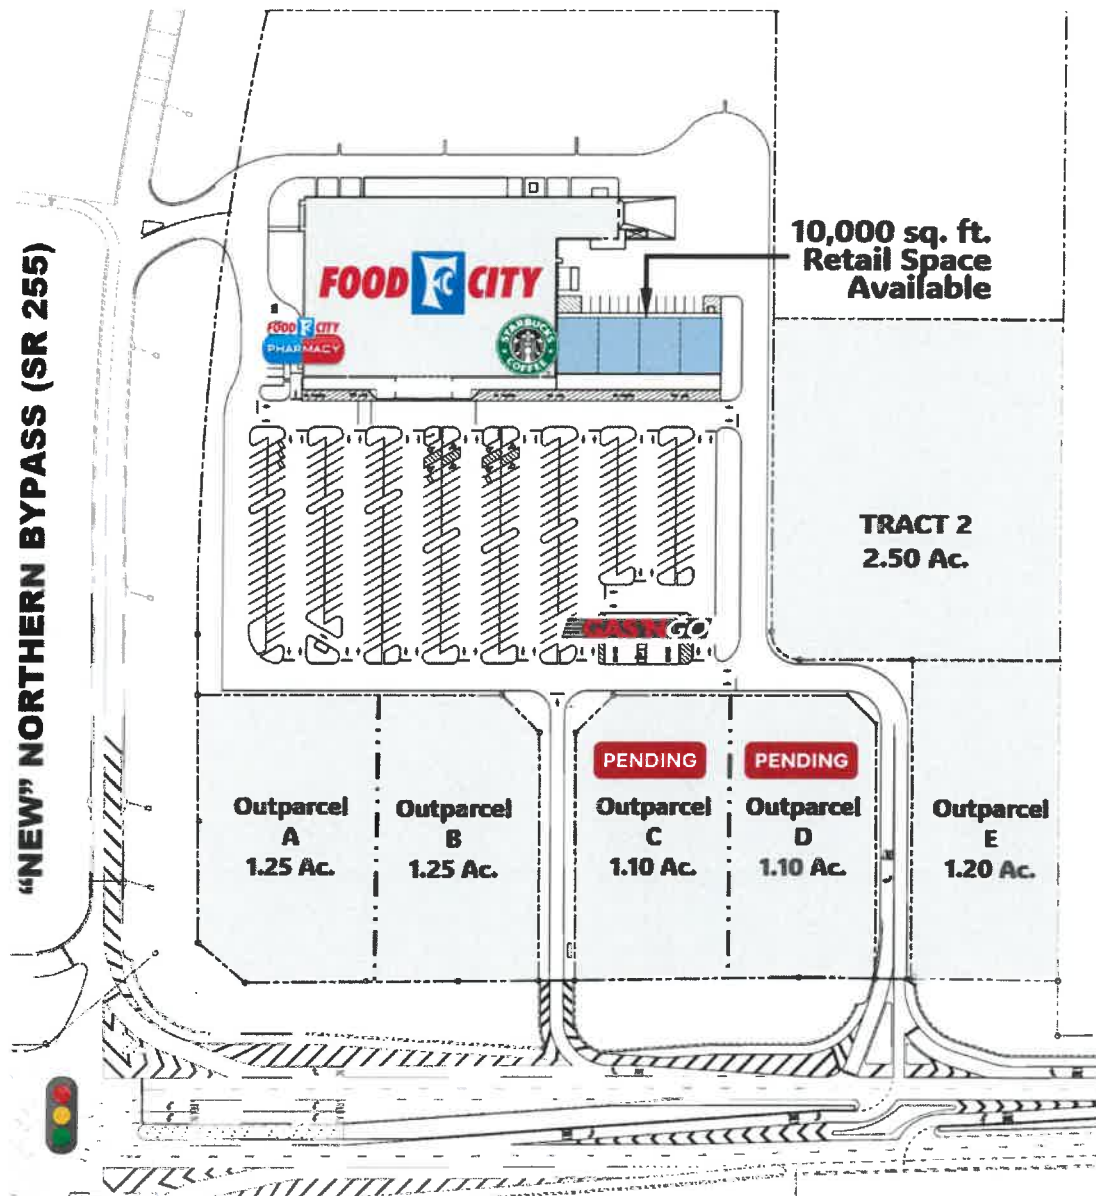 10,000 sq. ft.
Retail Space
Available
FOOD FC CITY
FOOD F CITY
PHARMACY
STARBUCKS
COFFEE
"NEW" NORTHERN BYPASS (SR 255)
TRACT 2
2.50 Ac.
GAS'N GO
PENDING
PENDING
Outparcel
A
1.25 Ac.
Outparcel
B
1.25 Ac.
Outparcel
C
1.10 Ac.
Outparcel
D
1.10 Ac.
Outparcel
E
1.20 Ac.